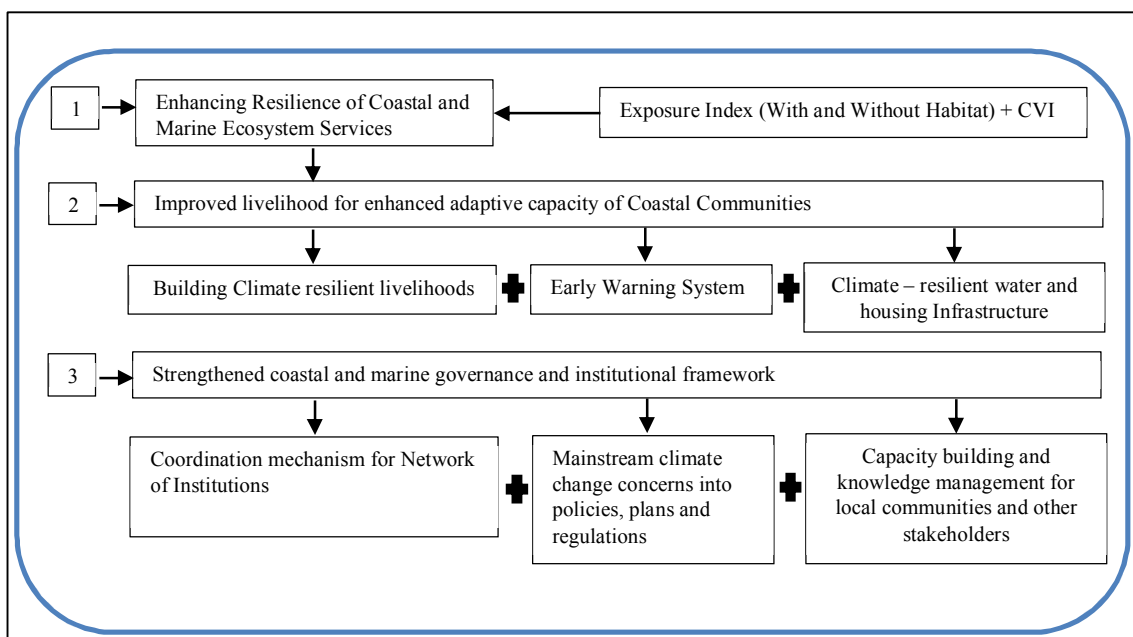 1
Enhancing Resilience of Coastal and
Marine Ecosystem Services
Exposure Index (With and Without Habitat) + CVI
2
Improved livelihood for enhanced adaptive capacity of Coastal Communities
Building Climate resilient livelihoods
Early Warning System
Climate – resilient water and
housing Infrastructure
3
Strengthened coastal and marine governance and institutional framework
Coordination mechanism for Network
of Institutions
Mainstream climate
change concerns into
policies, plans and
regulations
Capacity building and
knowledge management for
local communities and other
stakeholders